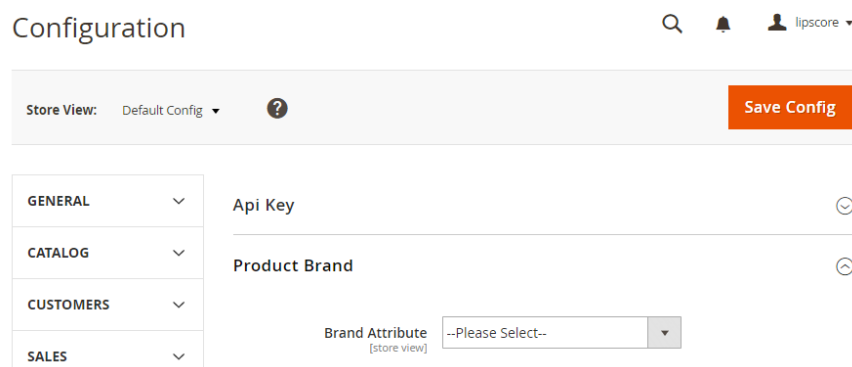 Configuration
lipscore
Store View: Default Config ?
Save Config
GENERAL
Api Key
CATALOG
Product Brand
CUSTOMERS
Brand Attribute --Please Select--
[store view]
SALES